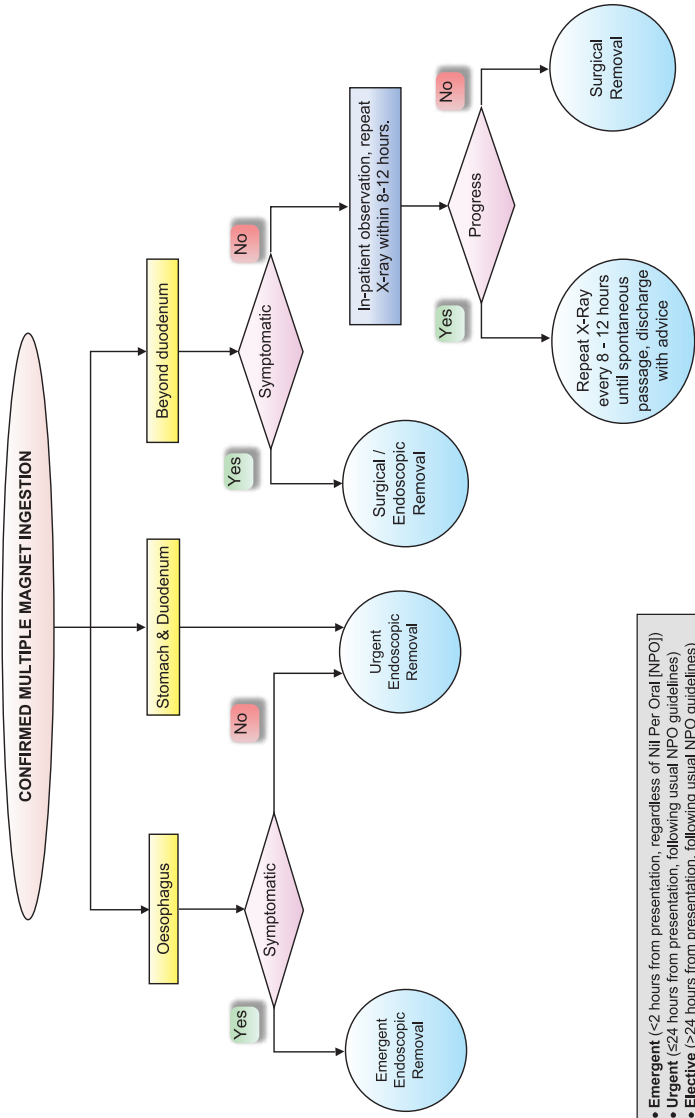 CONFIRMED MULTIPLE MAGNET INGESTION
Oesophagus
Stomach & Duodenum
Beyond duodenum
Symptomatic
Yes
No
Emergent
Endoscopic
Removal
Urgent
Endoscopic
Removal
Symptomatic
Yes
No
Surgical /
Endoscopic
Removal
In-patient observation, repeat
X-ray within 8-12 hours.
Progress
Yes
No
Repeat X-Ray
every 8 - 12 hours
until spontaneous
passage, discharge
with advice
Surgical
Removal
• Emergent (<2 hours from presentation, regardless of Nil Per Oral [NPO])
• Urgent (≤24 hours from presentation, following usual NPO guidelines)
• Elective (>24 hours from presentation, following usual NPO guidelines)